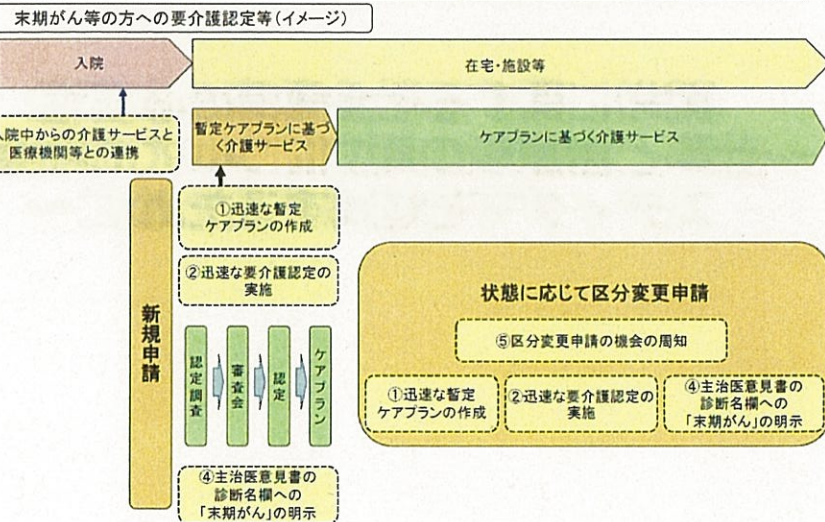 末期がん等の方への要介護認定等(イメージ)
入院
在宅・施設等
入院中からの介護サービスと
医療機関等との連携
暫定ケアプランに基づ
く介護サービス
ケアプランに基づく介護サービス
新規申請
①迅速な暫定
ケアプランの作成
②迅速な要介護認定の
実施
認定調査
審査会
認定
ケアプラン
④主治医意見書の
診断名欄への
「末期がん」の明示
状態に応じて区分変更申請
⑤区分変更申請の機会の周知
①迅速な暫定
ケアプランの作成
②迅速な要介護認定の
実施
④主治医意見書の
診断名欄への
「末期がん」の明示